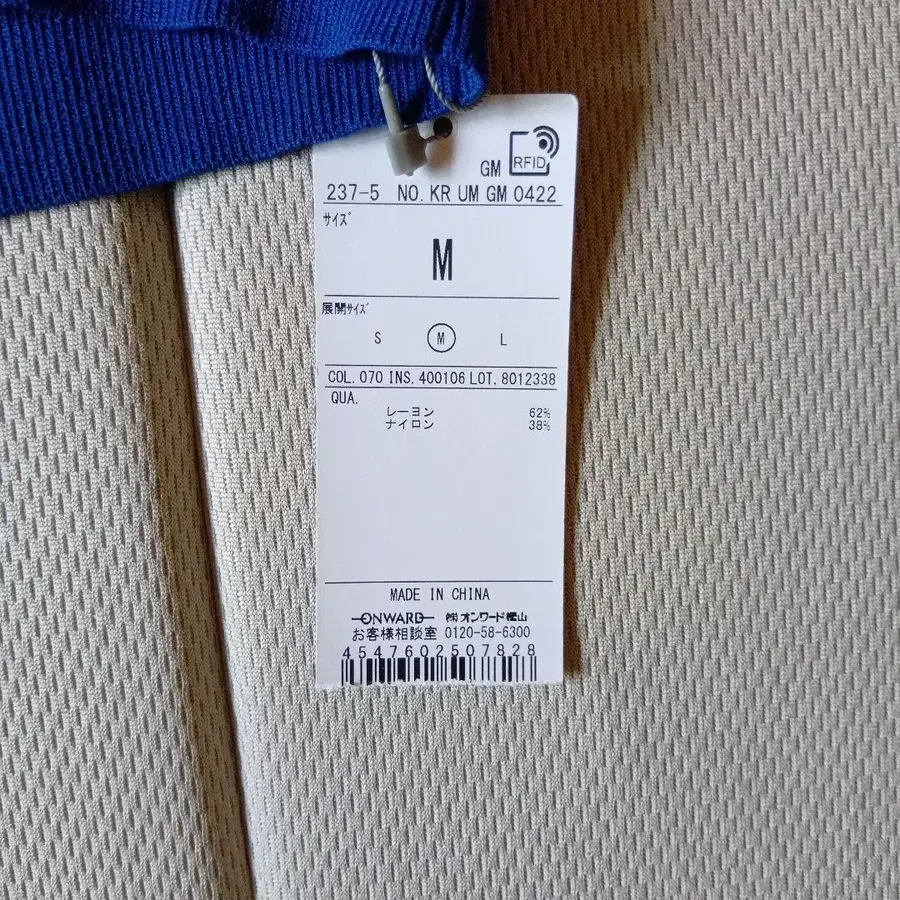 GM RFID
237-5 NO. KR UM GM 0422
サイズ
M
展開サイズ
S M L
COL. 070 INS. 400106 LOT. 8012338
QUA.
レーヨン 62%
ナイロン 38%
MADE IN CHINA
ONWARD ㈱オンワード樫山
お客様相談室 0120-58-6300
4547602507828